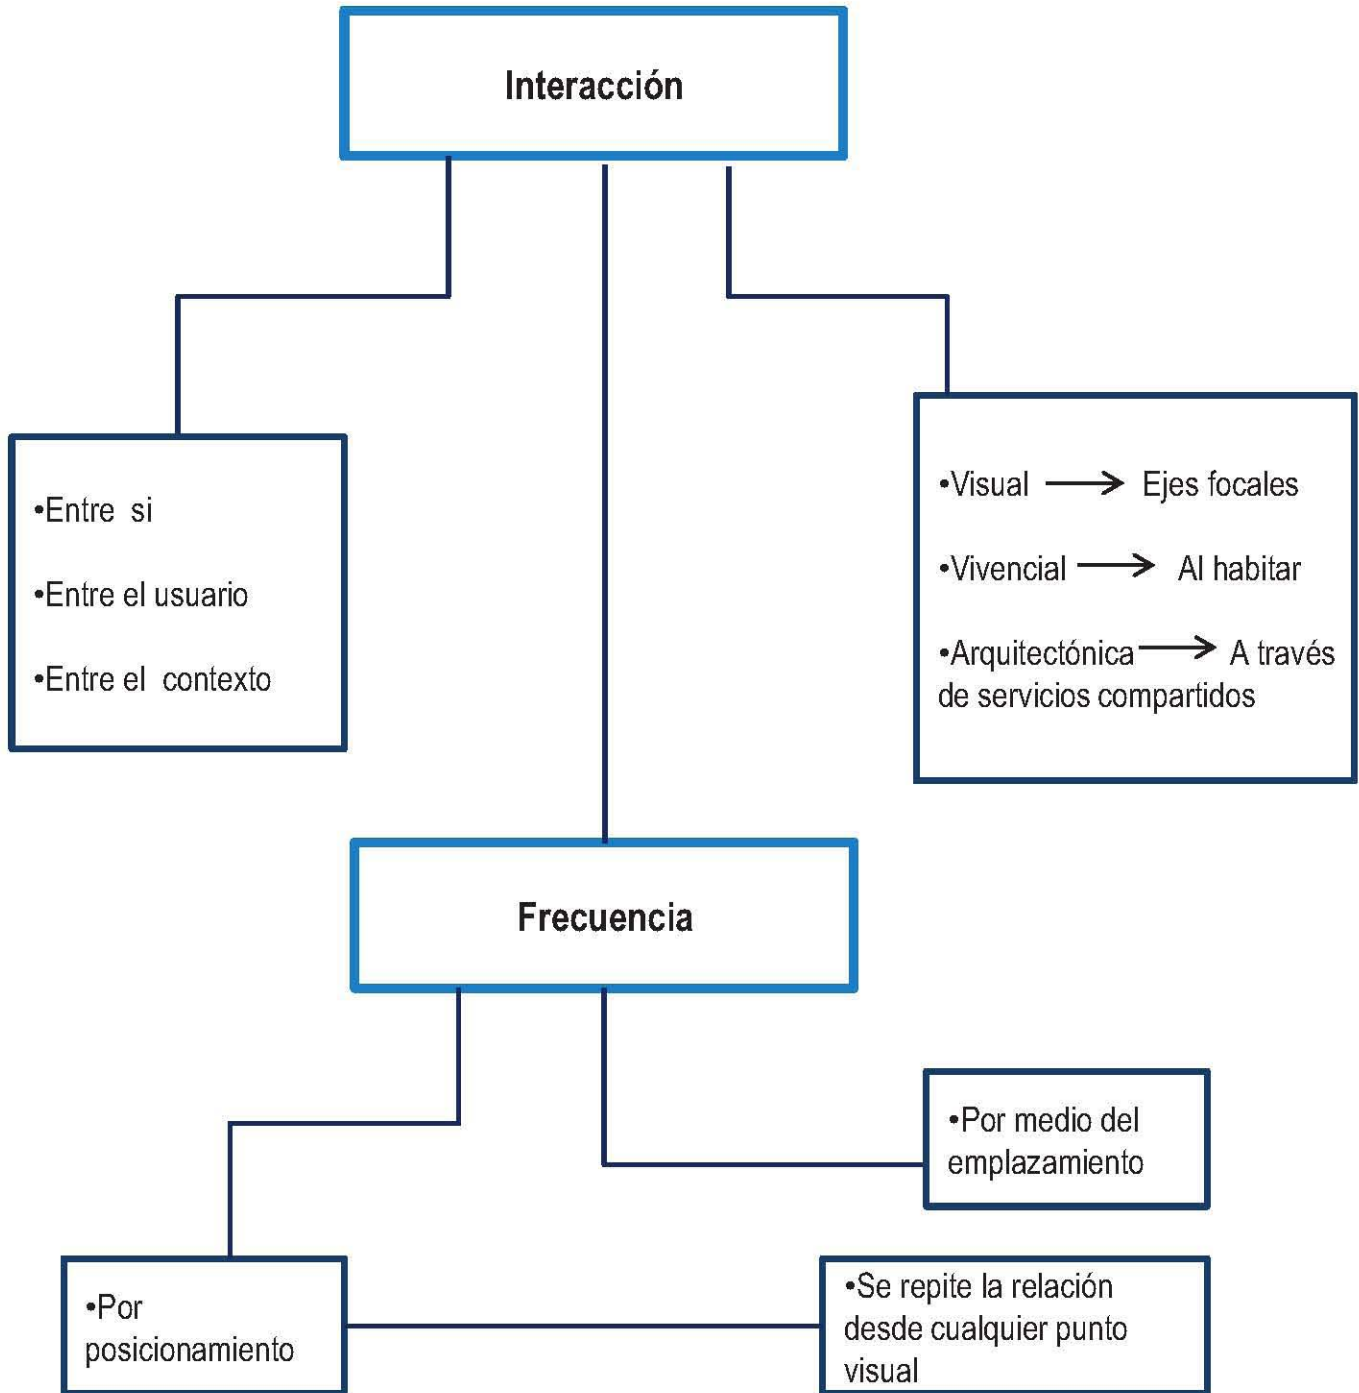 Interacción
•Entre si
•Entre el usuario
•Entre el contexto
•Visual → Ejes focales
•Vivencial → Al habitar
•Arquitectónica → A través
de servicios compartidos
Frecuencia
•Por medio del
emplazamiento
•Por
posicionamiento
•Se repite la relación
desde cualquier punto
visual